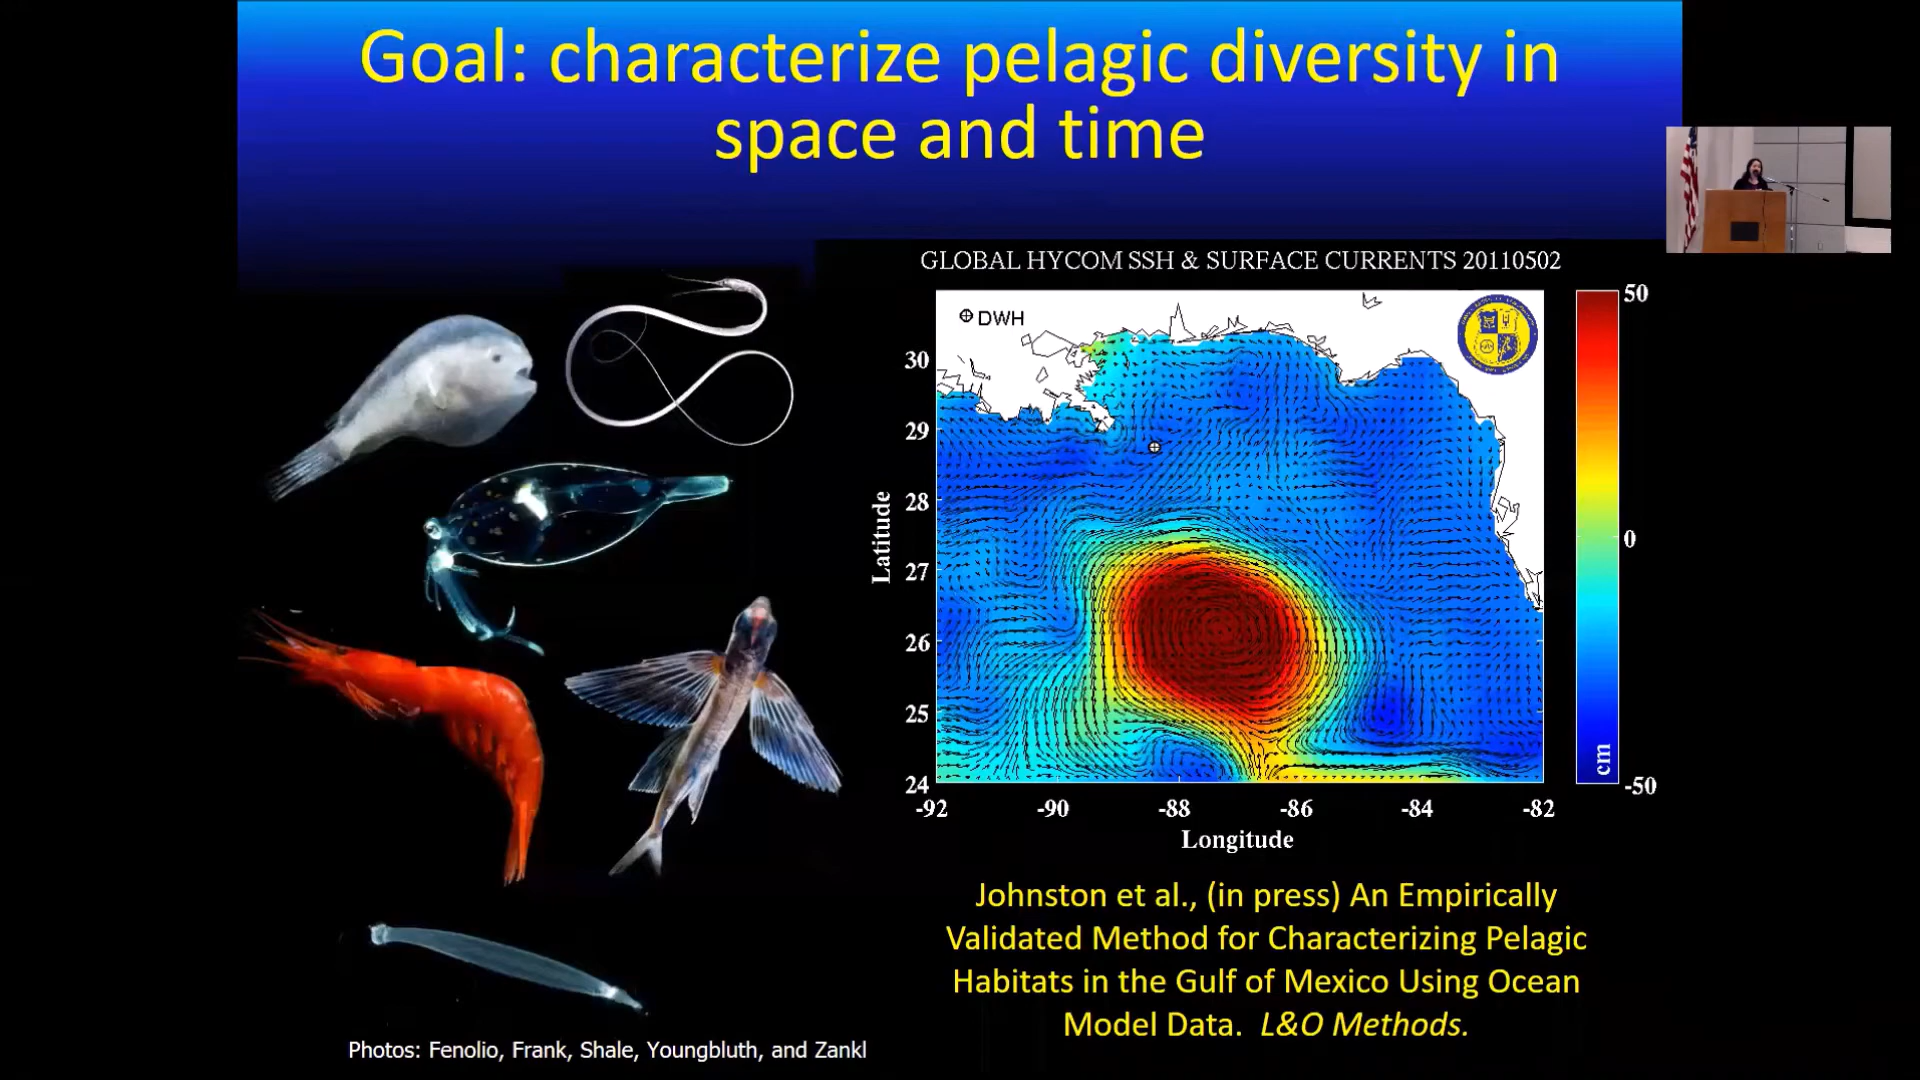 Goal: characterize pelagic diversity in
space and time
GLOBAL HYCOM SSH & SURFACE CURRENTS 20110502
DWH
50
0
-50
cm
30
29
28
27
26
25
24
Latitude
-92
-90
-88
-86
-84
-82
Longitude
Johnston et al., (in press) An Empirically
Validated Method for Characterizing Pelagic
Habitats in the Gulf of Mexico Using Ocean
Model Data. L&O Methods.
Photos: Fenolio, Frank, Shale, Youngbluth, and Zankl